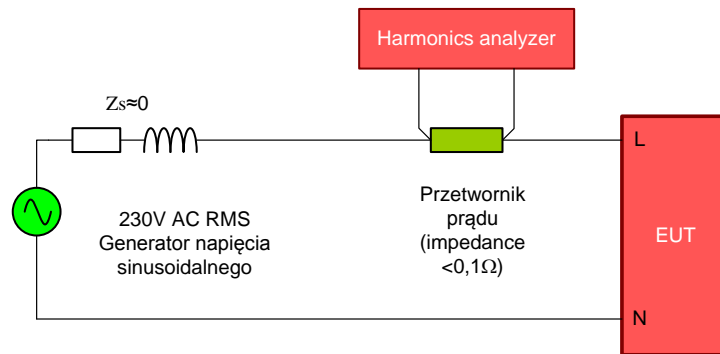 Harmonics analyzer
Zs≈0
L
230V AC RMS
Generator napięcia
sinusoidalnego
Przetwornik
prądu
(impedance
<0,1Ω)
EUT
N